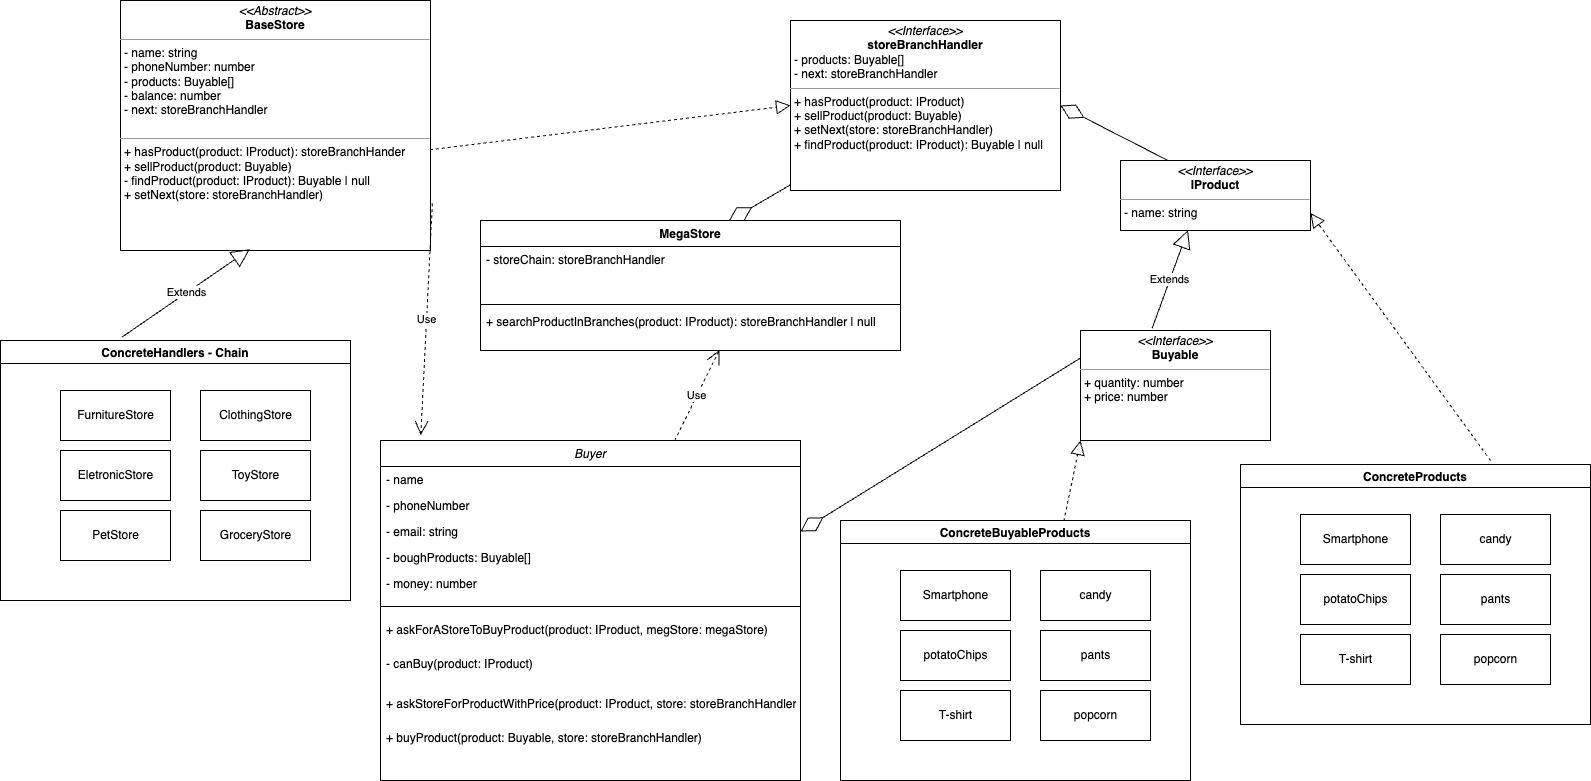 <<Abstract>>
BaseStore
- name: string
- phoneNumber: number
- products: Buyable[]
- balance: number
- next: storeBranchHandler
+ hasProduct(product: IProduct): storeBranchHander
+ sellProduct(product: Buyable)
- findProduct(product: IProduct): Buyable | null
+ setNext(store: storeBranchHandler)
<<Interface>>
storeBranchHandler
- products: Buyable[]
- next: storeBranchHandler
+ hasProduct(product: IProduct)
+ sellProduct(product: Buyable)
+ setNext(store: storeBranchHandler)
+ findProduct(product: IProduct): Buyable | null
<<Interface>>
IProduct
- name: string
MegaStore
- storeChain: storeBranchHandler
+ searchProductInBranches(product: IProduct): storeBranchHandler | null
Extends
Use
Extends
Use
ConcreteHandlers - Chain
FurnitureStore
ClothingStore
EletronicStore
ToyStore
PetStore
GroceryStore
<<Interface>>
Buyable
+ quantity: number
+ price: number
Buyer
- name
- phoneNumber
- email: string
- boughProducts: Buyable[]
- money: number
+ askForAStoreToBuyProduct(product: IProduct, megStore: megaStore)
- canBuy(product: IProduct)
+ askStoreForProductWithPrice(product: IProduct, store: storeBranchHandler
+ buyProduct(product: Buyable, store: storeBranchHandler)
ConcreteBuyableProducts
Smartphone
candy
potatoChips
pants
T-shirt
popcorn
ConcreteProducts
Smartphone
candy
potatoChips
pants
T-shirt
popcorn